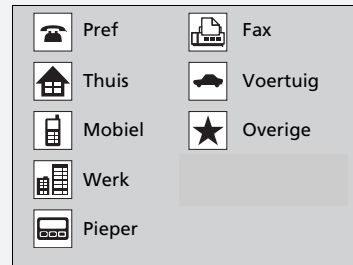 Pref
Fax
Thuis
Voertuig
Mobiel
Overige
Werk
Pieper